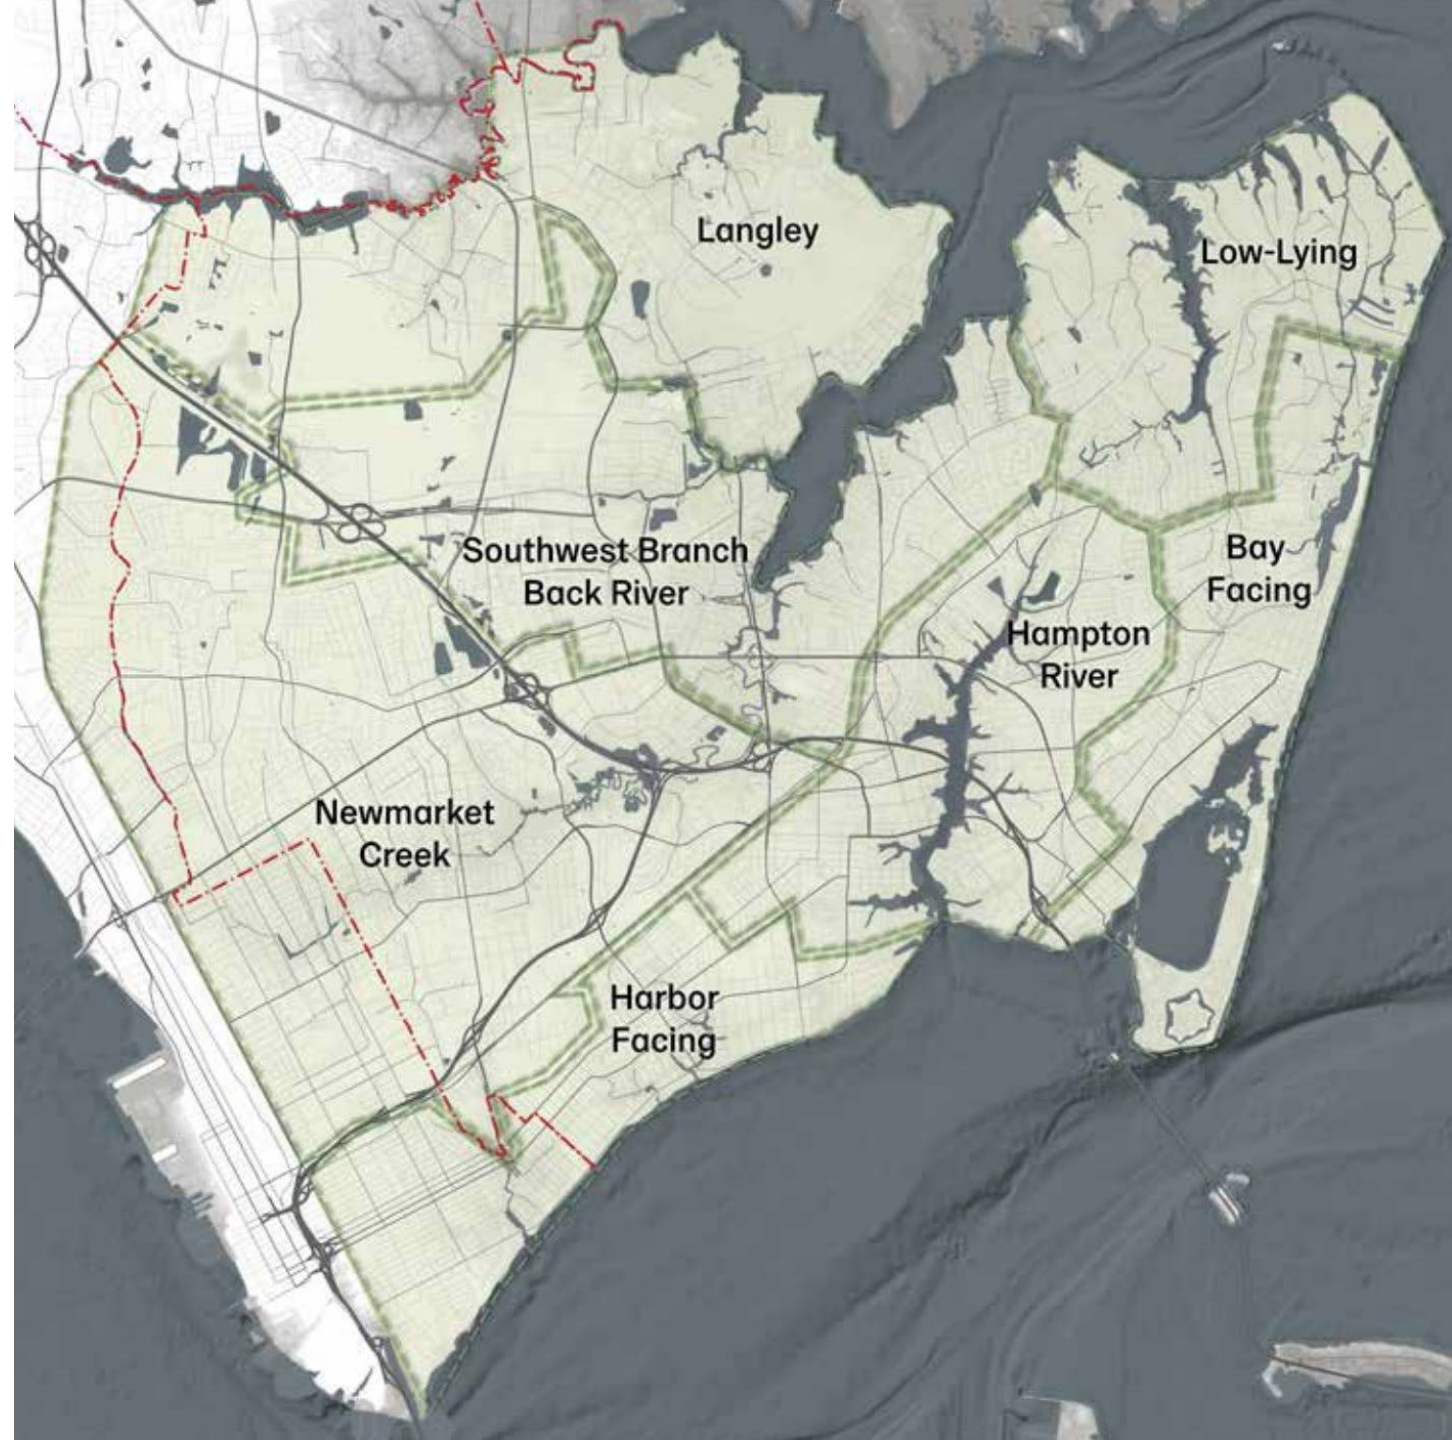 Langley
Low-Lying
Southwest Branch
Back River
Bay
Facing
Hampton
River
Newmarket
Creek
Harbor
Facing